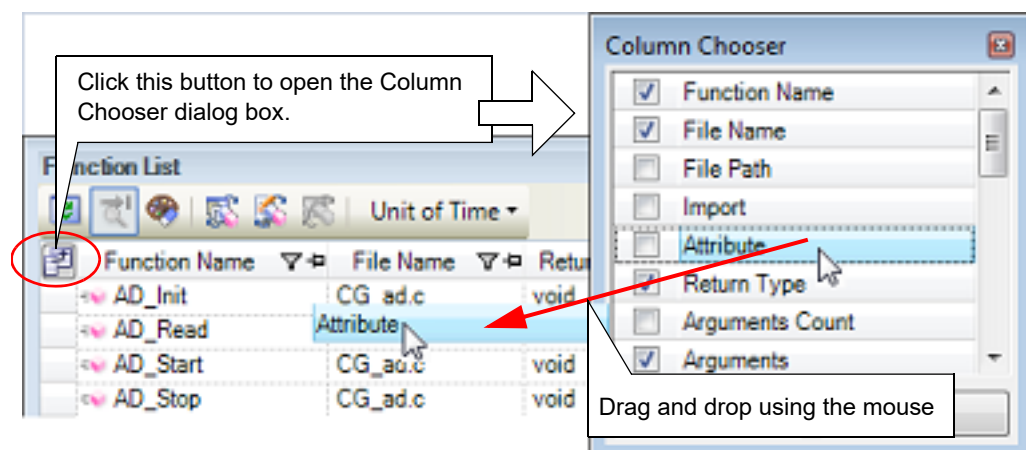 Click this button to open the Column
Chooser dialog box.
Column Chooser
Function Name
File Name
File Path
Import
Attribute
Return Type
Arguments Count
Arguments
Drag and drop using the mouse
Function List
Unit of Time
Function Name File Name Retu
AD_Init CG_ad.c void
AD_Read Attribute
AD_Start CG_ad.c void
AD_Stop CG_ad.c void